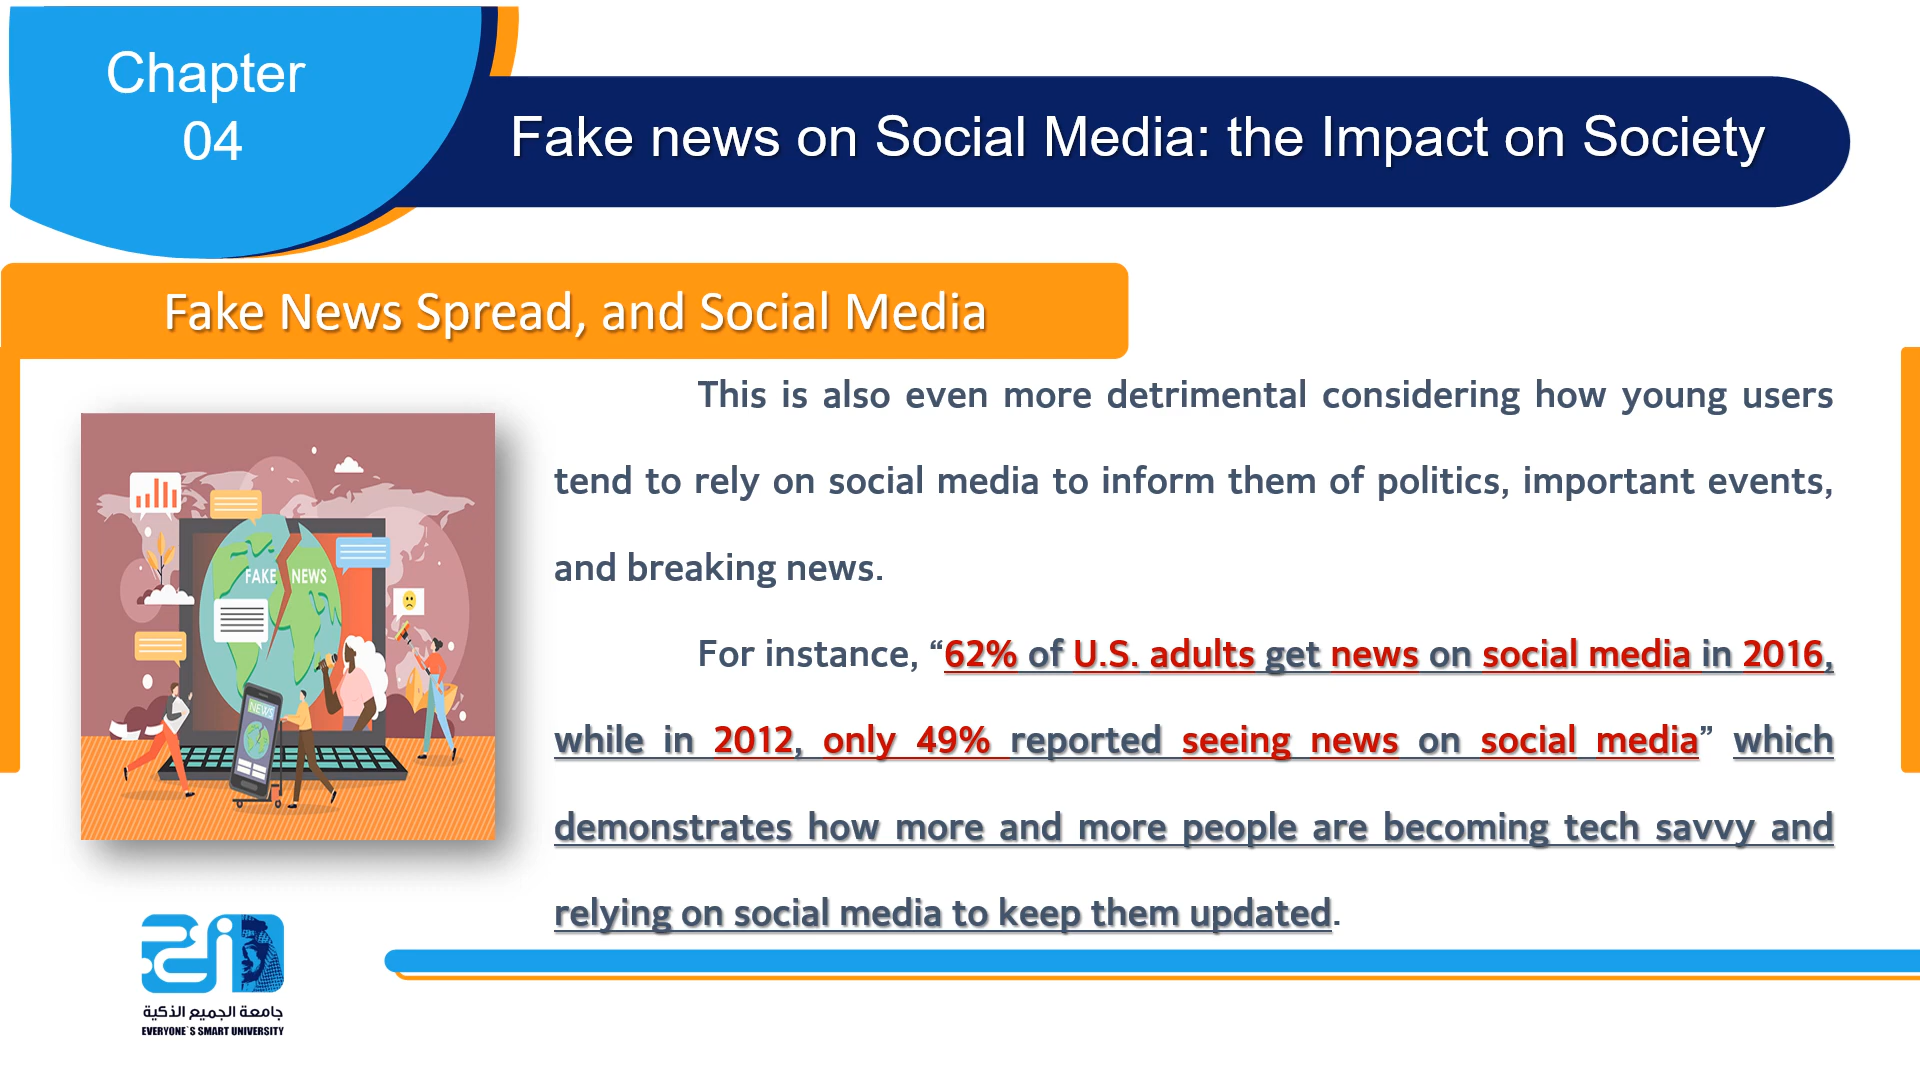 Chapter
04
Fake news on Social Media: the Impact on Society
Fake News Spread, and Social Media
This is also even more detrimental considering how young users
tend to rely on social media to inform them of politics, important events,
and breaking news.
For instance, “62% of U.S. adults get news on social media in 2016,
while in 2012, only 49% reported seeing news on social media” which
demonstrates how more and more people are becoming tech savvy and
relying on social media to keep them updated.
FAKE NEWS
NEWS
جامعة الجميع الذكية
EVERYONE`S SMART UNIVERSITY